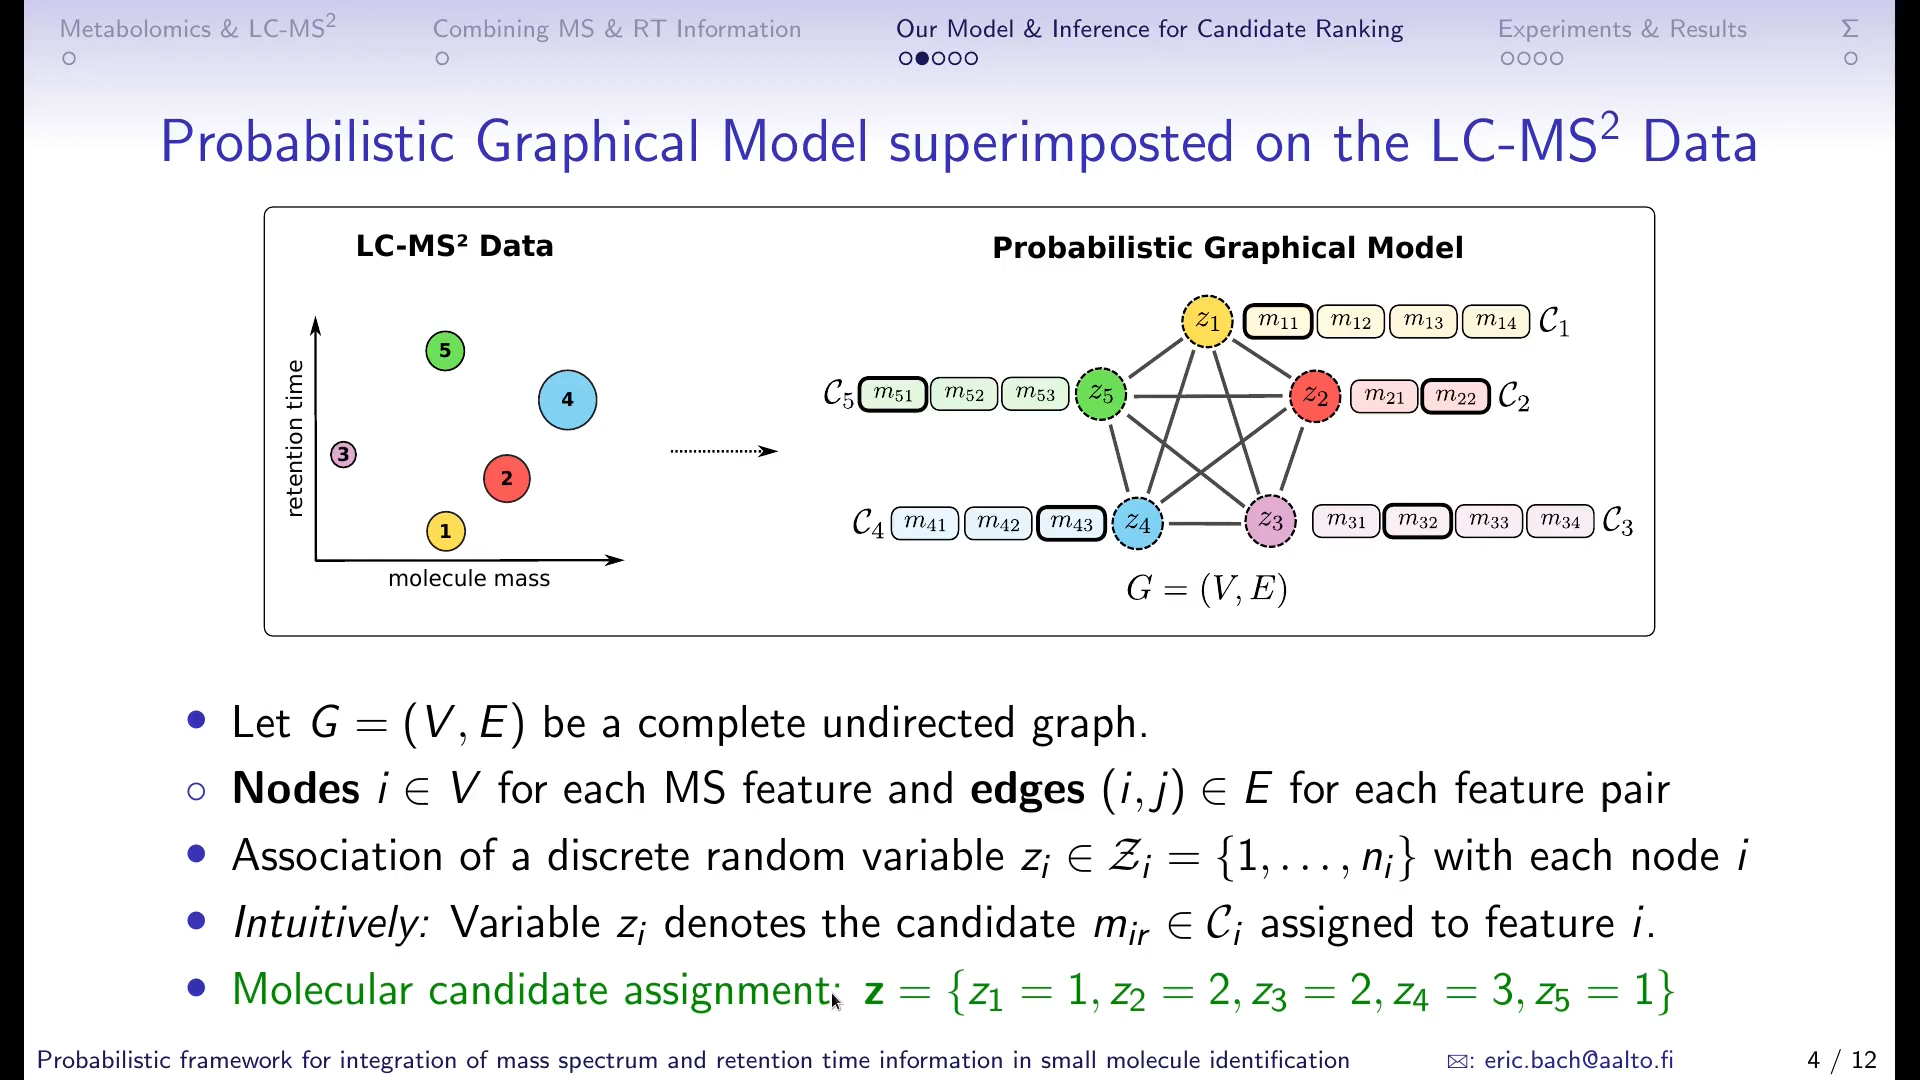 Metabolomics & LC-MS² Combining MS & RT Information Our Model & Inference for Candidate Ranking Experiments & Results Σ
Probabilistic Graphical Model superimposted on the LC-MS² Data
LC-MS² Data
retention time
5
4
3
2
1
molecule mass
Probabilistic Graphical Model
z₁ m₁₁ m₁₂ m₁₃ m₁₄ 𝒞₁
𝒞₅ m₅₁ m₅₂ m₅₃ z₅ z₂ m₂₁ m₂₂ 𝒞₂
𝒞₄ m₄₁ m₄₂ m₄₃ z₄ z₃ m₃₁ m₃₂ m₃₃ m₃₄ 𝒞₃
G = (V, E)
• Let G = (V, E) be a complete undirected graph.
◦ Nodes i ∈ V for each MS feature and edges (i, j) ∈ E for each feature pair
• Association of a discrete random variable zᵢ ∈ 𝒵ᵢ = {1, . . . , nᵢ} with each node i
• Intuitively: Variable zᵢ denotes the candidate mᵢᵣ ∈ 𝒞ᵢ assigned to feature i.
• Molecular candidate assignment: z = {z₁ = 1, z₂ = 2, z₃ = 2, z₄ = 3, z₅ = 1}
Probabilistic framework for integration of mass spectrum and retention time information in small molecule identification ✉: eric.bach@aalto.fi 4 / 12